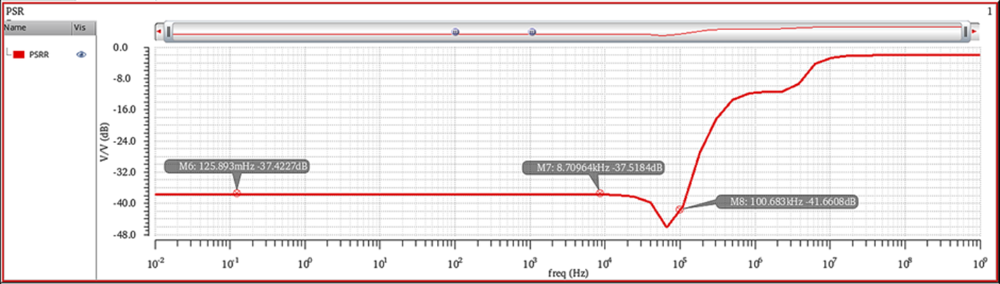 PSR
1
Name Vis
PSRR
0.0
-8.0
-16.0
-24.0
-32.0
-40.0
-48.0
V/V (dB)
M6: 125.893mHz -37.4227dB
M7: 8.70964kHz -37.5184dB
M8: 100.683kHz -41.6608dB
10-2 10-1 100 101 102 103 104 105 106 107 108 109
freq (Hz)